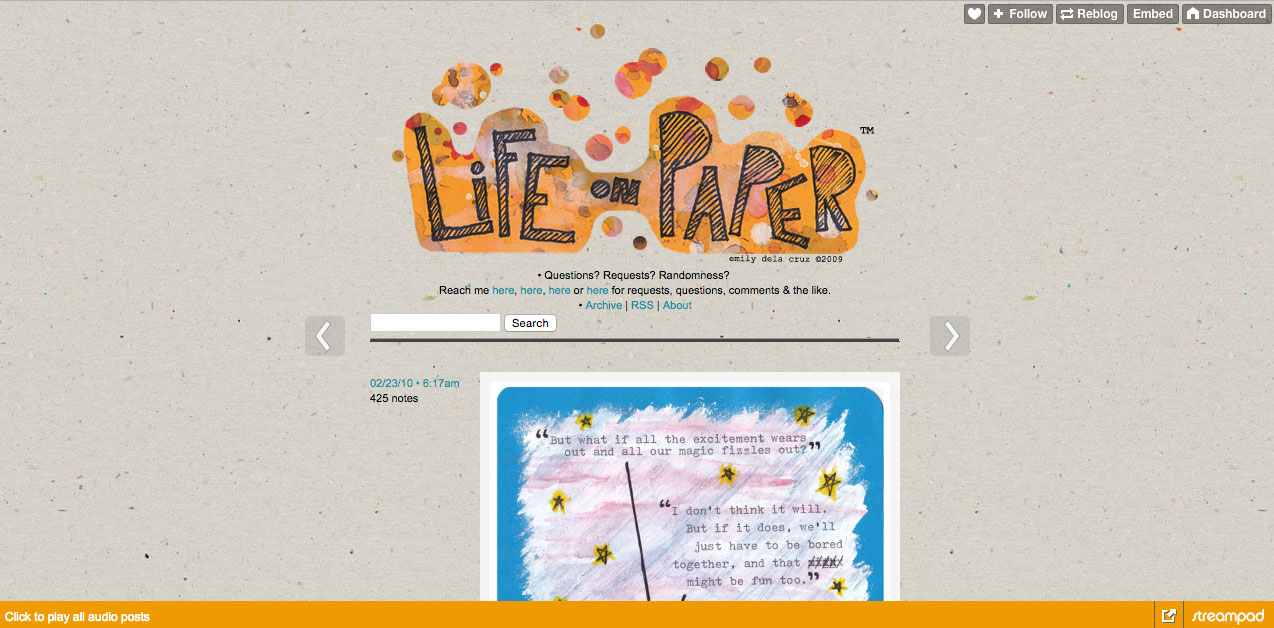 Follow Reblog Embed Dashboard
LiFE ON PAPER ™
emily dela cruz ©2009
• Questions? Requests? Randomness?
Reach me here, here, here or here for requests, questions, comments & the like.
• Archive | RSS | About
Search
02/23/10 • 6:17am
425 notes
“But what if all the excitement wears
out and all our magic fizzles out?”
“I don't think it will.
But if it does, we'll
just have to be bored
together, and that
might be fun too.”
Click to play all audio posts
streampad